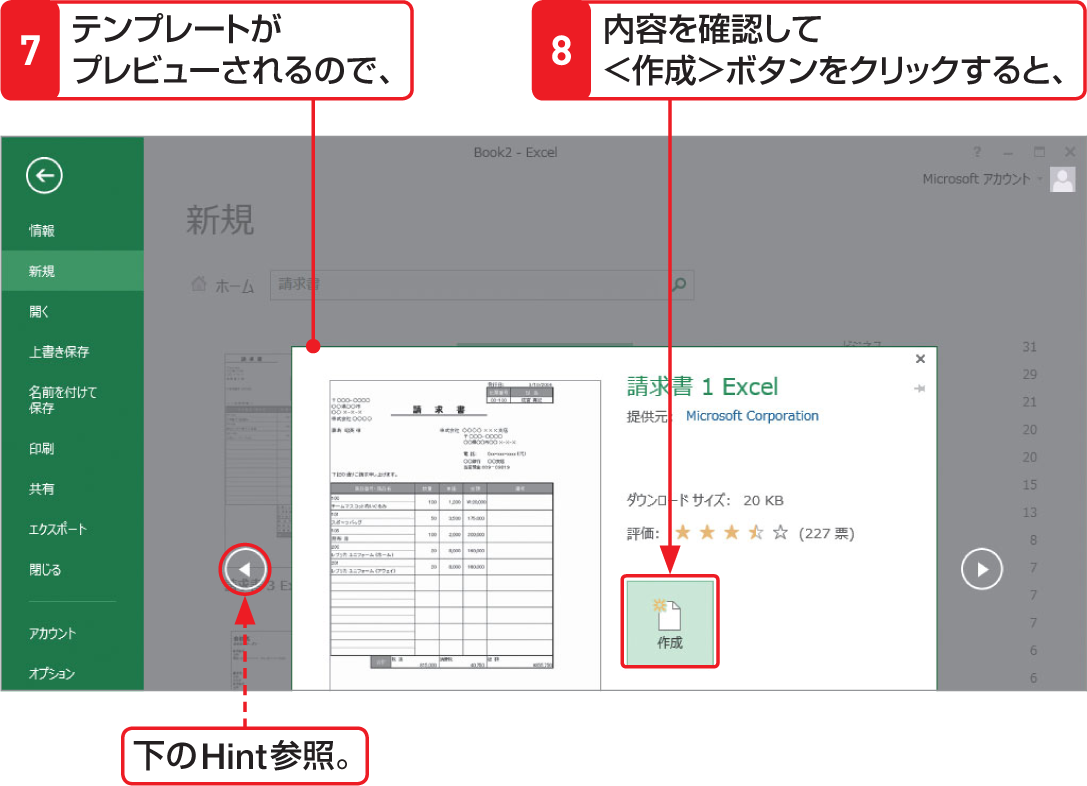 7
テンプレートが
プレビューされるので、
8
内容を確認して
<作成>ボタンをクリックすると、
Book2 - Excel
?
Microsoft アカウント
情報
新規
開く
上書き保存
名前を付けて
保存
印刷
共有
エクスポート
閉じる
アカウント
オプション
新規
ホーム
請求書
31
29
21
20
20
15
13
8
7
7
7
6
6
請求書 1 Excel
提供元: Microsoft Corporation
ダウンロード サイズ: 20 KB
評価: (227 票)
作成
請求書
株式会社
下のHint参照。